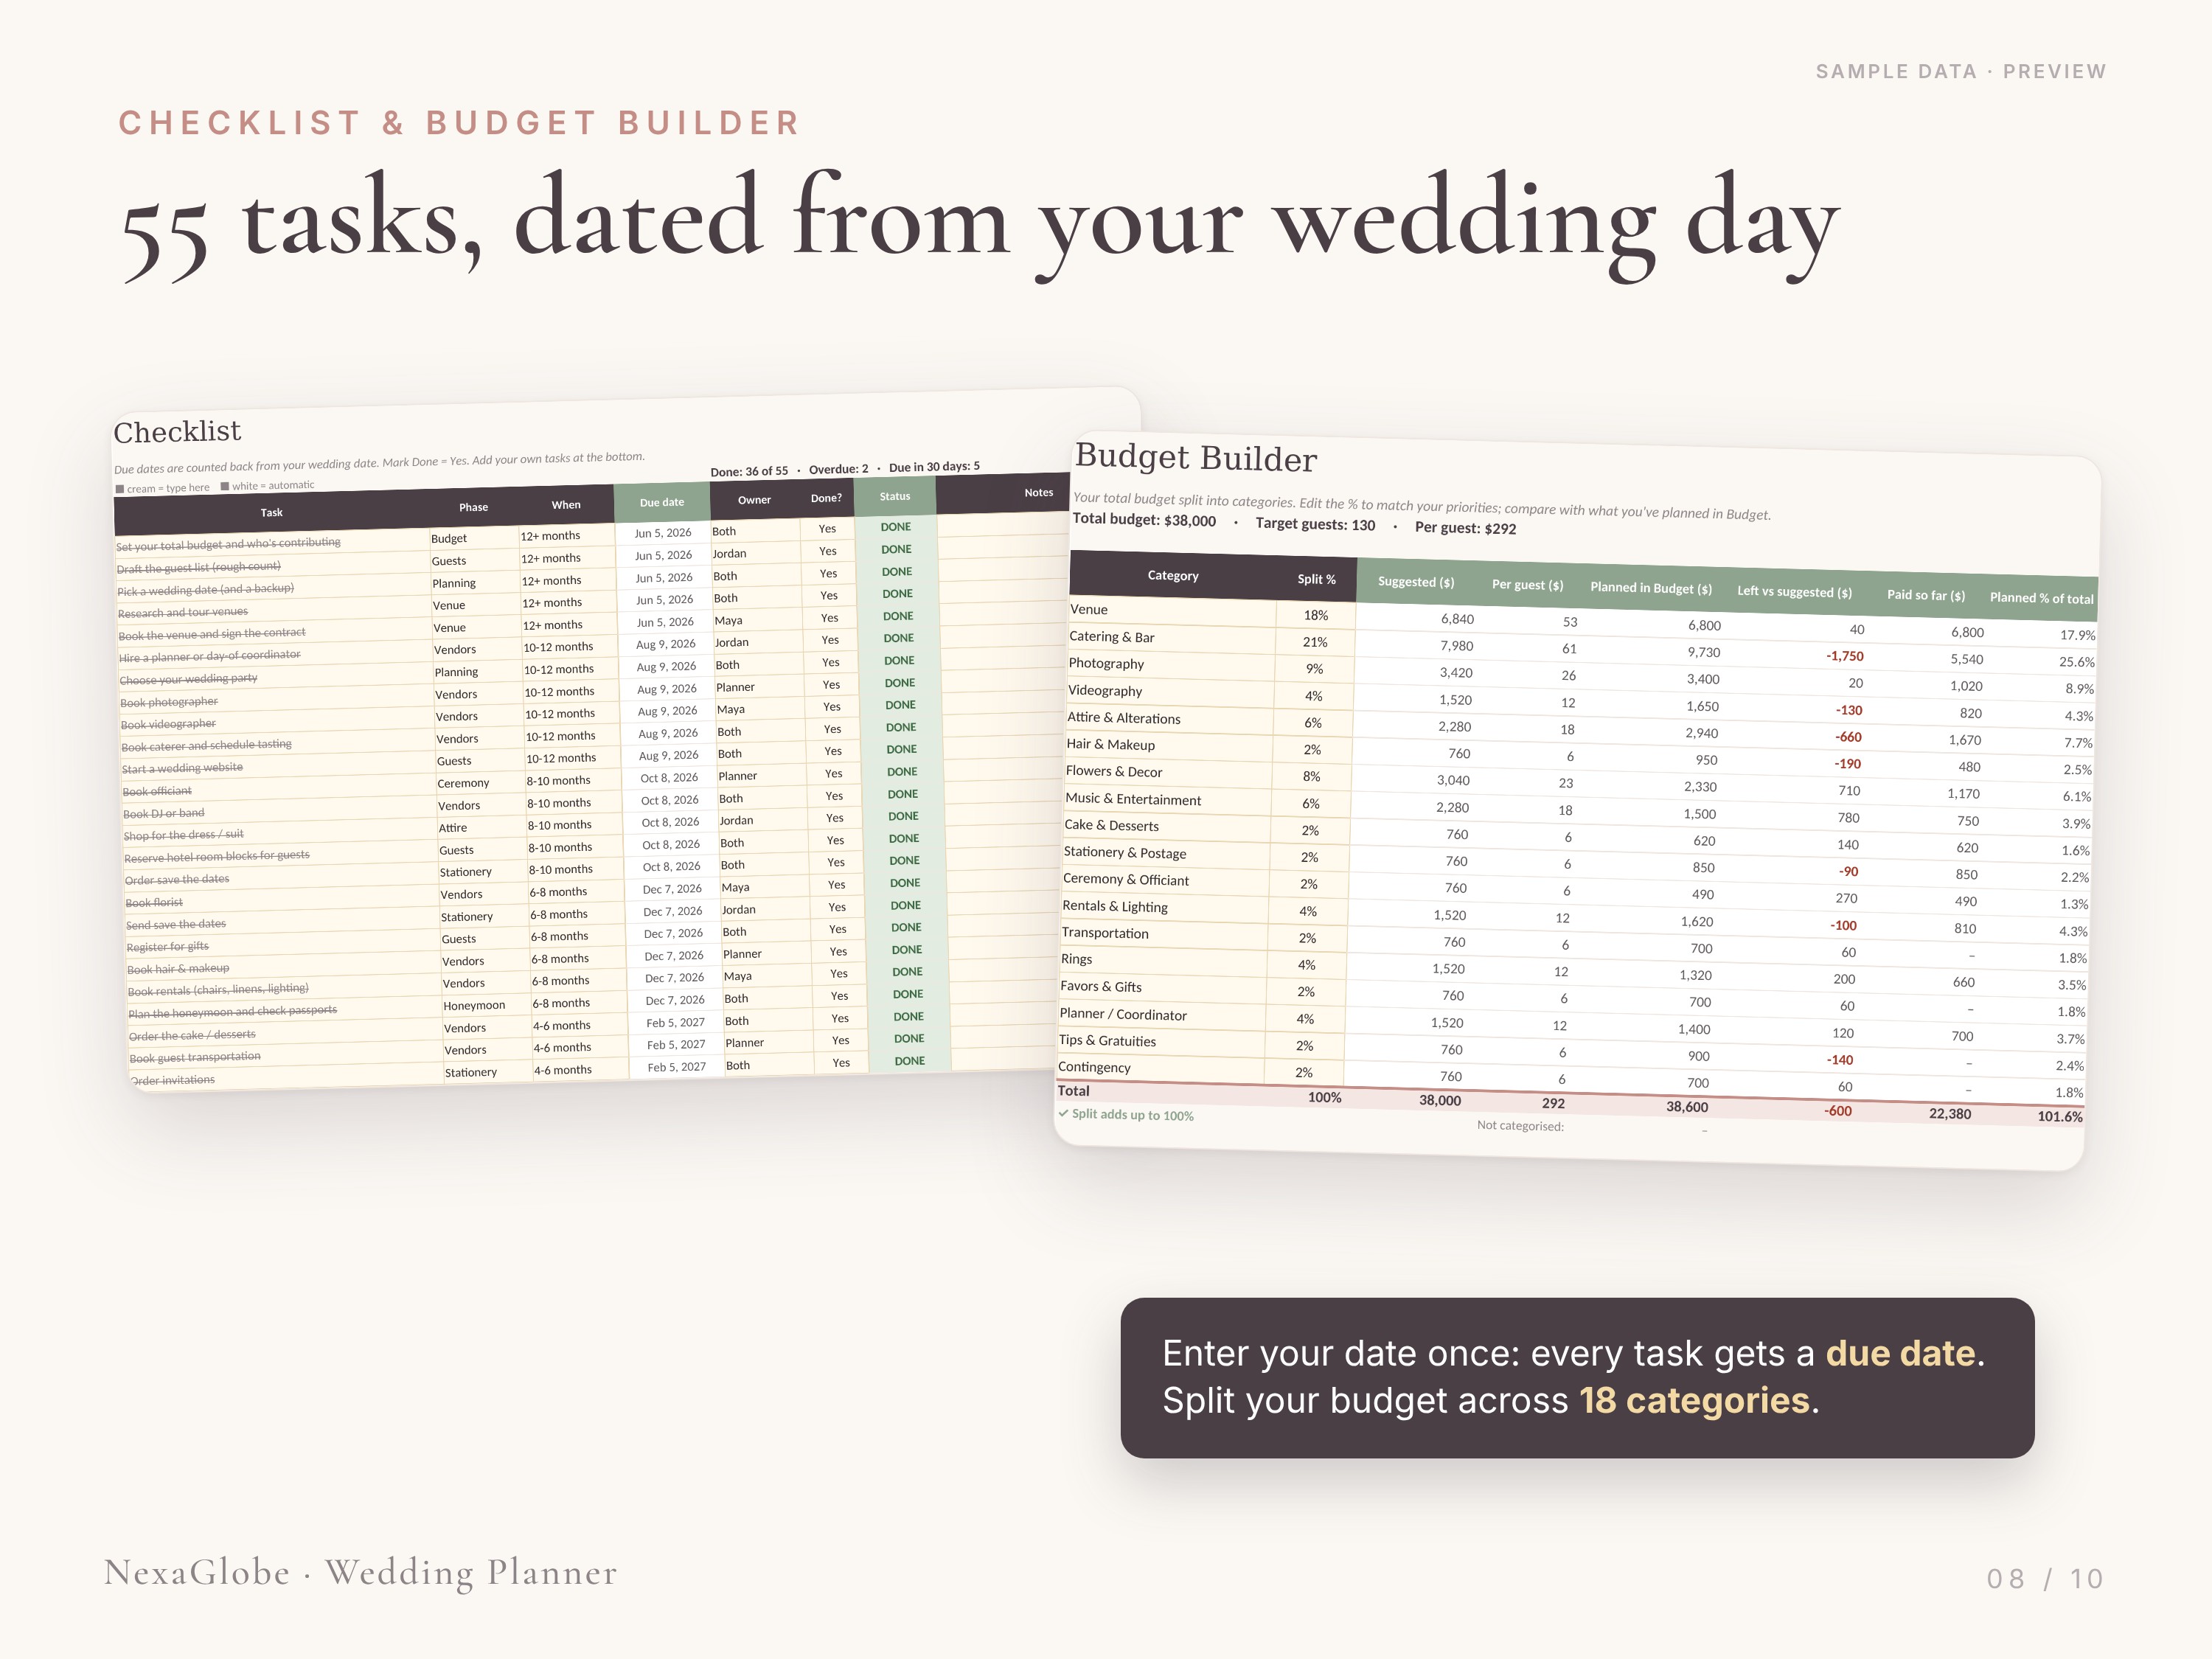 SAMPLE DATA · PREVIEW
CHECKLIST & BUDGET BUILDER
55 tasks, dated from your wedding day
Checklist
Due dates are counted back from your wedding date. Mark Done = Yes. Add your own tasks at the bottom.
■ cream = type here ■ white = automatic
Done: 36 of 55 · Overdue: 2 · Due in 30 days: 5
Task Phase When Due date Owner Done? Status Notes
Set your total budget and who's contributing Budget 12+ months Jun 5, 2026 Both Yes DONE
Draft the guest list (rough count) Guests 12+ months Jun 5, 2026 Jordan Yes DONE
Pick a wedding date (and a backup) Planning 12+ months Jun 5, 2026 Both Yes DONE
Research and tour venues Venue 12+ months Jun 5, 2026 Both Yes DONE
Book the venue and sign the contract Venue 12+ months Jun 5, 2026 Maya Yes DONE
Hire a planner or day-of coordinator Vendors 10-12 months Aug 9, 2026 Jordan Yes DONE
Choose your wedding party Planning 10-12 months Aug 9, 2026 Both Yes DONE
Book photographer Vendors 10-12 months Aug 9, 2026 Planner Yes DONE
Book videographer Vendors 10-12 months Aug 9, 2026 Maya Yes DONE
Book caterer and schedule tasting Vendors 10-12 months Aug 9, 2026 Both Yes DONE
Start a wedding website Guests 10-12 months Aug 9, 2026 Both Yes DONE
Book officiant Ceremony 8-10 months Oct 8, 2026 Planner Yes DONE
Book DJ or band Vendors 8-10 months Oct 8, 2026 Both Yes DONE
Shop for the dress / suit Attire 8-10 months Oct 8, 2026 Jordan Yes DONE
Reserve hotel room blocks for guests Guests 8-10 months Oct 8, 2026 Both Yes DONE
Order save the dates Stationery 8-10 months Oct 8, 2026 Both Yes DONE
Book florist Vendors 6-8 months Dec 7, 2026 Maya Yes DONE
Send save the dates Stationery 6-8 months Dec 7, 2026 Jordan Yes DONE
Register for gifts Guests 6-8 months Dec 7, 2026 Both Yes DONE
Book hair & makeup Vendors 6-8 months Dec 7, 2026 Planner Yes DONE
Book rentals (chairs, linens, lighting) Vendors 6-8 months Dec 7, 2026 Maya Yes DONE
Plan the honeymoon and check passports Honeymoon 6-8 months Dec 7, 2026 Both Yes DONE
Order the cake / desserts Vendors 4-6 months Feb 5, 2027 Both Yes DONE
Book guest transportation Vendors 4-6 months Feb 5, 2027 Planner Yes DONE
Order invitations Stationery 4-6 months Feb 5, 2027 Both Yes DONE
Budget Builder
Your total budget split into categories. Edit the % to match your priorities; compare with what you've planned in Budget.
Total budget: $38,000 · Target guests: 130 · Per guest: $292
Category Split % Suggested ($) Per guest ($) Planned in Budget ($) Left vs suggested ($) Paid so far ($) Planned % of total
Venue 18% 6,840 53 6,800 40 6,800 17.9%
Catering & Bar 21% 7,980 61 9,730 -1,750 5,540 25.6%
Photography 9% 3,420 26 3,400 20 1,020 8.9%
Videography 4% 1,520 12 1,650 -130 820 4.3%
Attire & Alterations 6% 2,280 18 2,940 -660 1,670 7.7%
Hair & Makeup 2% 760 6 950 -190 480 2.5%
Flowers & Decor 8% 3,040 23 2,330 710 1,170 6.1%
Music & Entertainment 6% 2,280 18 1,500 780 750 3.9%
Cake & Desserts 2% 760 6 620 140 620 1.6%
Stationery & Postage 2% 760 6 850 -90 850 2.2%
Ceremony & Officiant 2% 760 6 490 270 490 1.3%
Rentals & Lighting 4% 1,520 12 1,620 -100 810 4.3%
Transportation 2% 760 6 700 60 – 1.8%
Rings 4% 1,520 12 1,320 200 660 3.5%
Favors & Gifts 2% 760 6 700 60 – 1.8%
Planner / Coordinator 4% 1,520 12 1,400 120 700 3.7%
Tips & Gratuities 2% 760 6 900 -140 – 2.4%
Contingency 2% 760 6 700 60 – 1.8%
Total 100% 38,000 292 38,600 -600 22,380 101.6%
✓ Split adds up to 100% Not categorised: –
Enter your date once: every task gets a due date.
Split your budget across 18 categories.
NexaGlobe · Wedding Planner
08 / 10